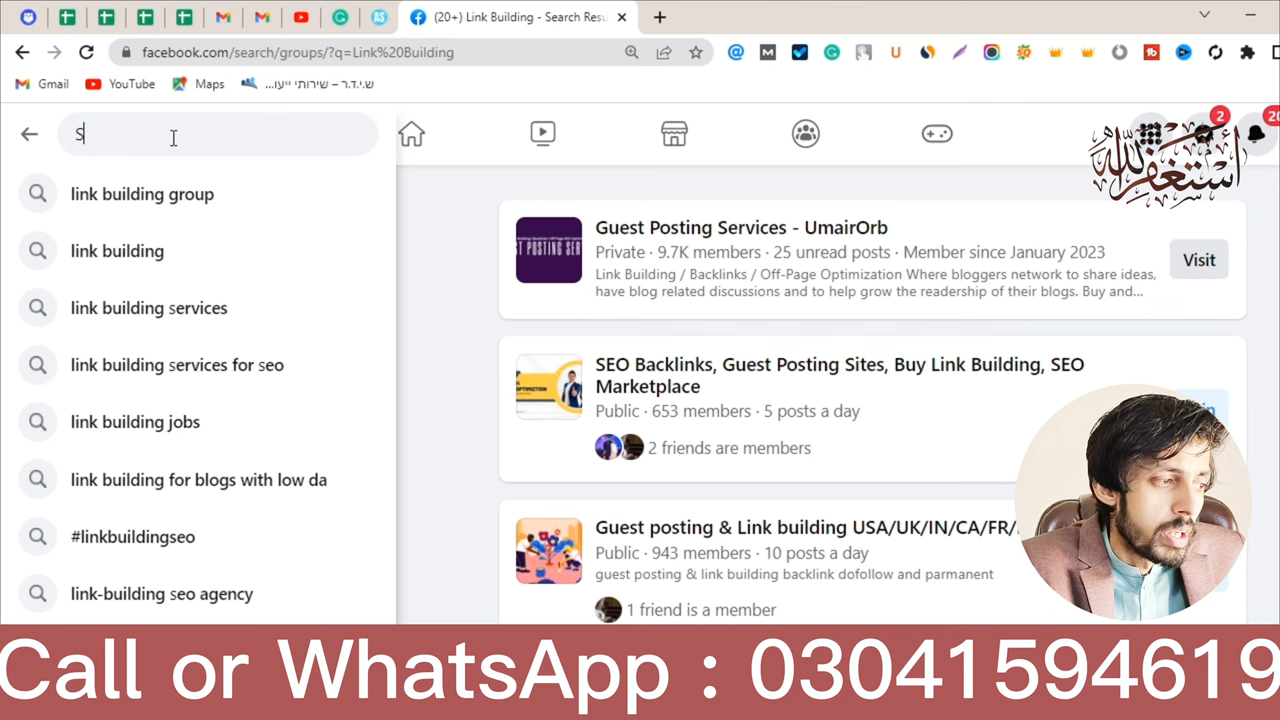 (20+) Link Building - Search Resu
facebook.com/search/groups/?q=Link%20Building
Gmail
YouTube
Maps
ש.י.ד.ר – שירותי ייעו...
S
link building group
link building
link building services
link building services for seo
link building jobs
link building for blogs with low da
#linkbuildingseo
link-building seo agency
2
20
أستغفر الله
Guest Posting Services - UmairOrb
Private · 9.7K members · 25 unread posts · Member since January 2023
Link Building / Backlinks / Off-Page Optimization Where bloggers network to share ideas,
have blog related discussions and to help grow the readership of their blogs. Buy and...
Visit
SEO Backlinks, Guest Posting Sites, Buy Link Building, SEO
Marketplace
Public · 653 members · 5 posts a day
2 friends are members
Guest posting & Link building USA/UK/IN/CA/FR/
Public · 943 members · 10 posts a day
guest posting & link building backlink dofollow and parmanent
1 friend is a member
Call or WhatsApp : 03041594619